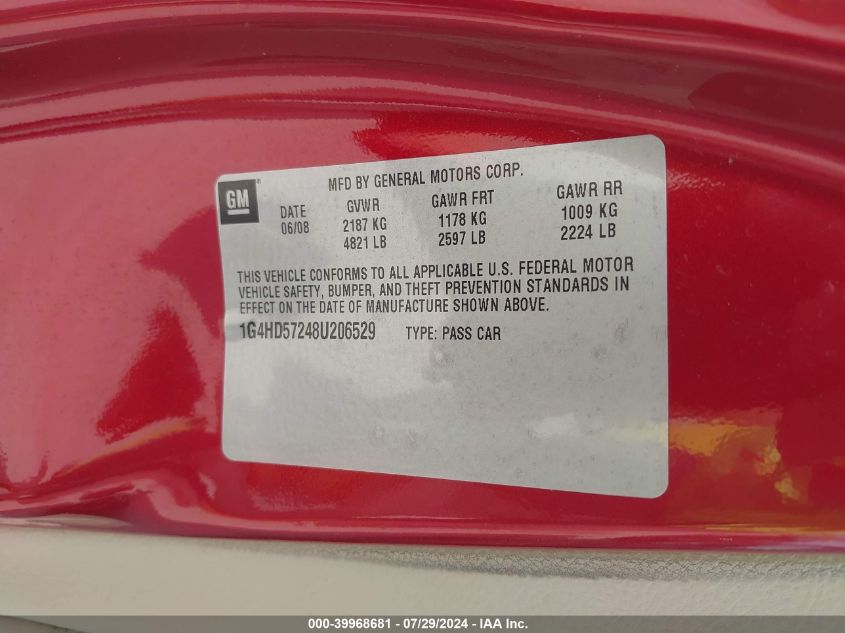 MFD BY GENERAL MOTORS CORP.
GM
DATE GVWR GAWR FRT GAWR RR
06/08 2187 KG 1178 KG 1009 KG
4821 LB 2597 LB 2224 LB
THIS VEHICLE CONFORMS TO ALL APPLICABLE U.S. FEDERAL MOTOR
VEHICLE SAFETY, BUMPER, AND THEFT PREVENTION STANDARDS IN
EFFECT ON THE DATE OF MANUFACTURE SHOWN ABOVE.
1G4HD57248U206529 TYPE: PASS CAR
000-39968681 - 07/29/2024 - IAA Inc.